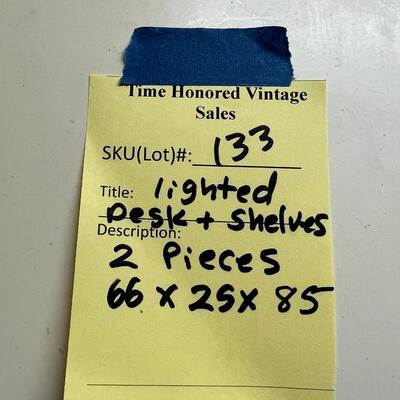 Time Honored Vintage
Sales
SKU(Lot)#: 133
Title: lighted
Desk + Shelves
Description:
2 Pieces
66 x 25 x 85